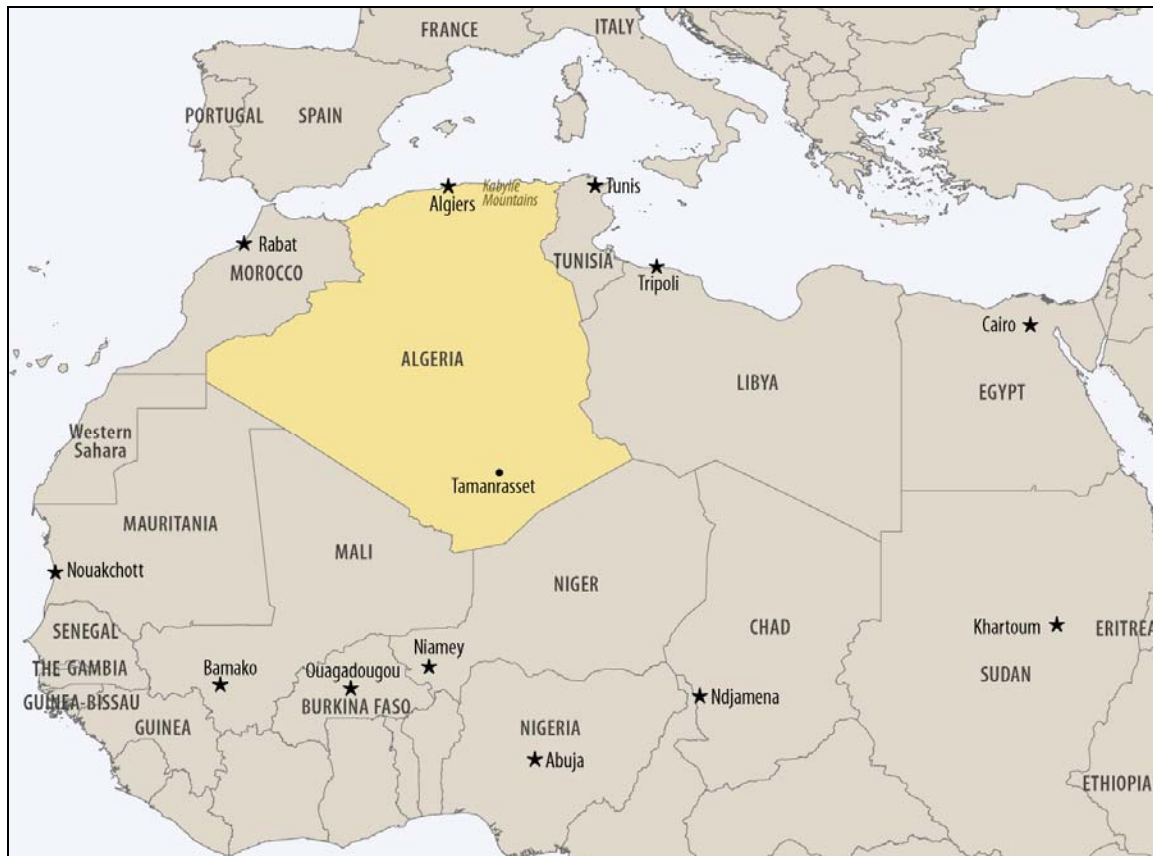 FRANCE
ITALY
PORTUGAL
SPAIN
Algiers
Kabylie
Mountains
Tunis
Rabat
MOROCCO
TUNISIA
Tripoli
Cairo
ALGERIA
LIBYA
EGYPT
Western
Sahara
Tamanrasset
MAURITANIA
MALI
Nouakchott
NIGER
SENEGAL
CHAD
Khartoum
ERITREA
THE GAMBIA
Bamako
Ouagadougou
Niamey
SUDAN
GUINEA-BISSAU
BURKINA FASO
Ndjamena
GUINEA
NIGERIA
Abuja
ETHIOPIA